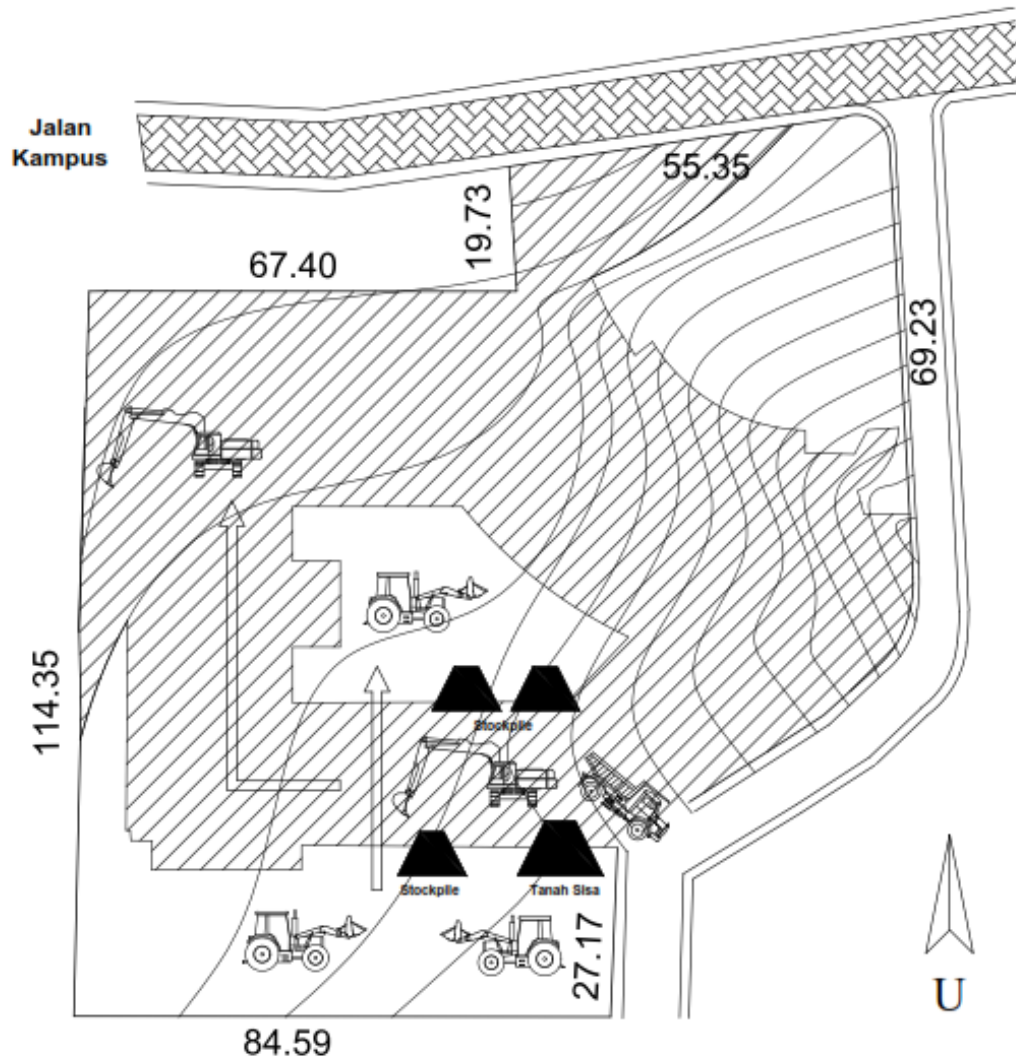 Jalan
Kampus
55.35
19.73
67.40
69.23
114.35
Stockpile
Stockpile
Tanah Sisa
27.17
84.59
U